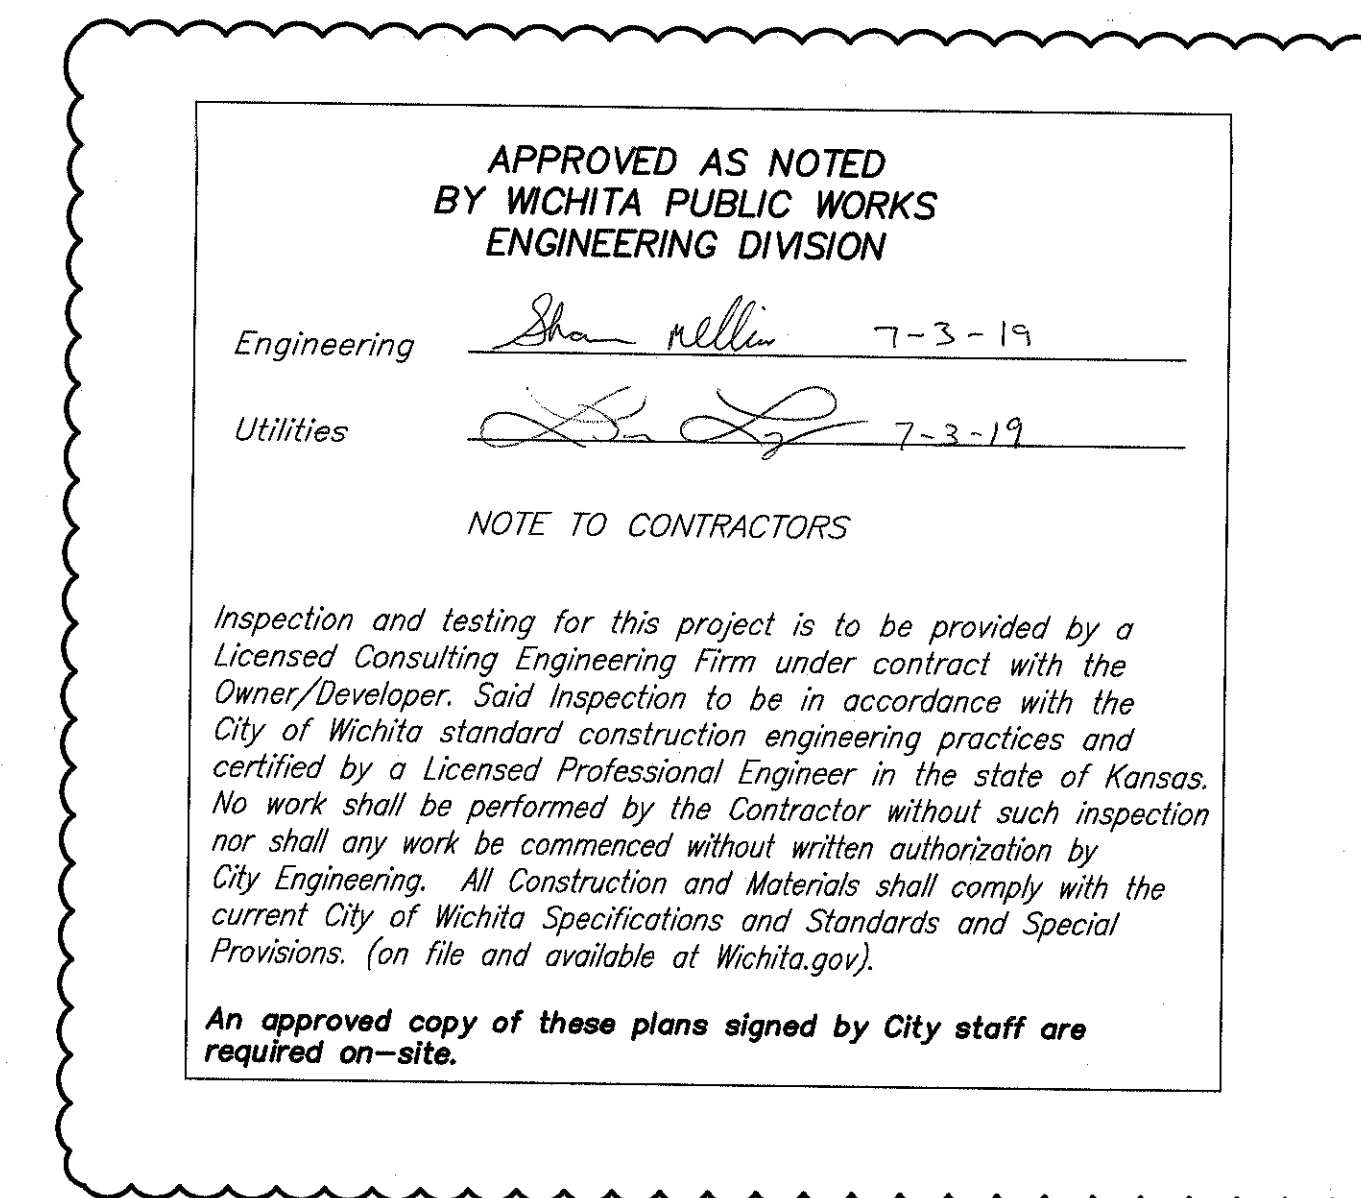 APPROVED AS NOTED
BY WICHITA PUBLIC WORKS
ENGINEERING DIVISION
Engineering 7-3-19
Utilities 7-3-19
NOTE TO CONTRACTORS
Inspection and testing for this project is to be provided by a
Licensed Consulting Engineering Firm under contract with the
Owner/Developer. Said Inspection to be in accordance with the
City of Wichita standard construction engineering practices and
certified by a Licensed Professional Engineer in the state of Kansas.
No work shall be performed by the Contractor without such inspection
nor shall any work be commenced without written authorization by
City Engineering. All Construction and Materials shall comply with the
current City of Wichita Specifications and Standards and Special
Provisions. (on file and available at Wichita.gov).
An approved copy of these plans signed by City staff are
required on-site.